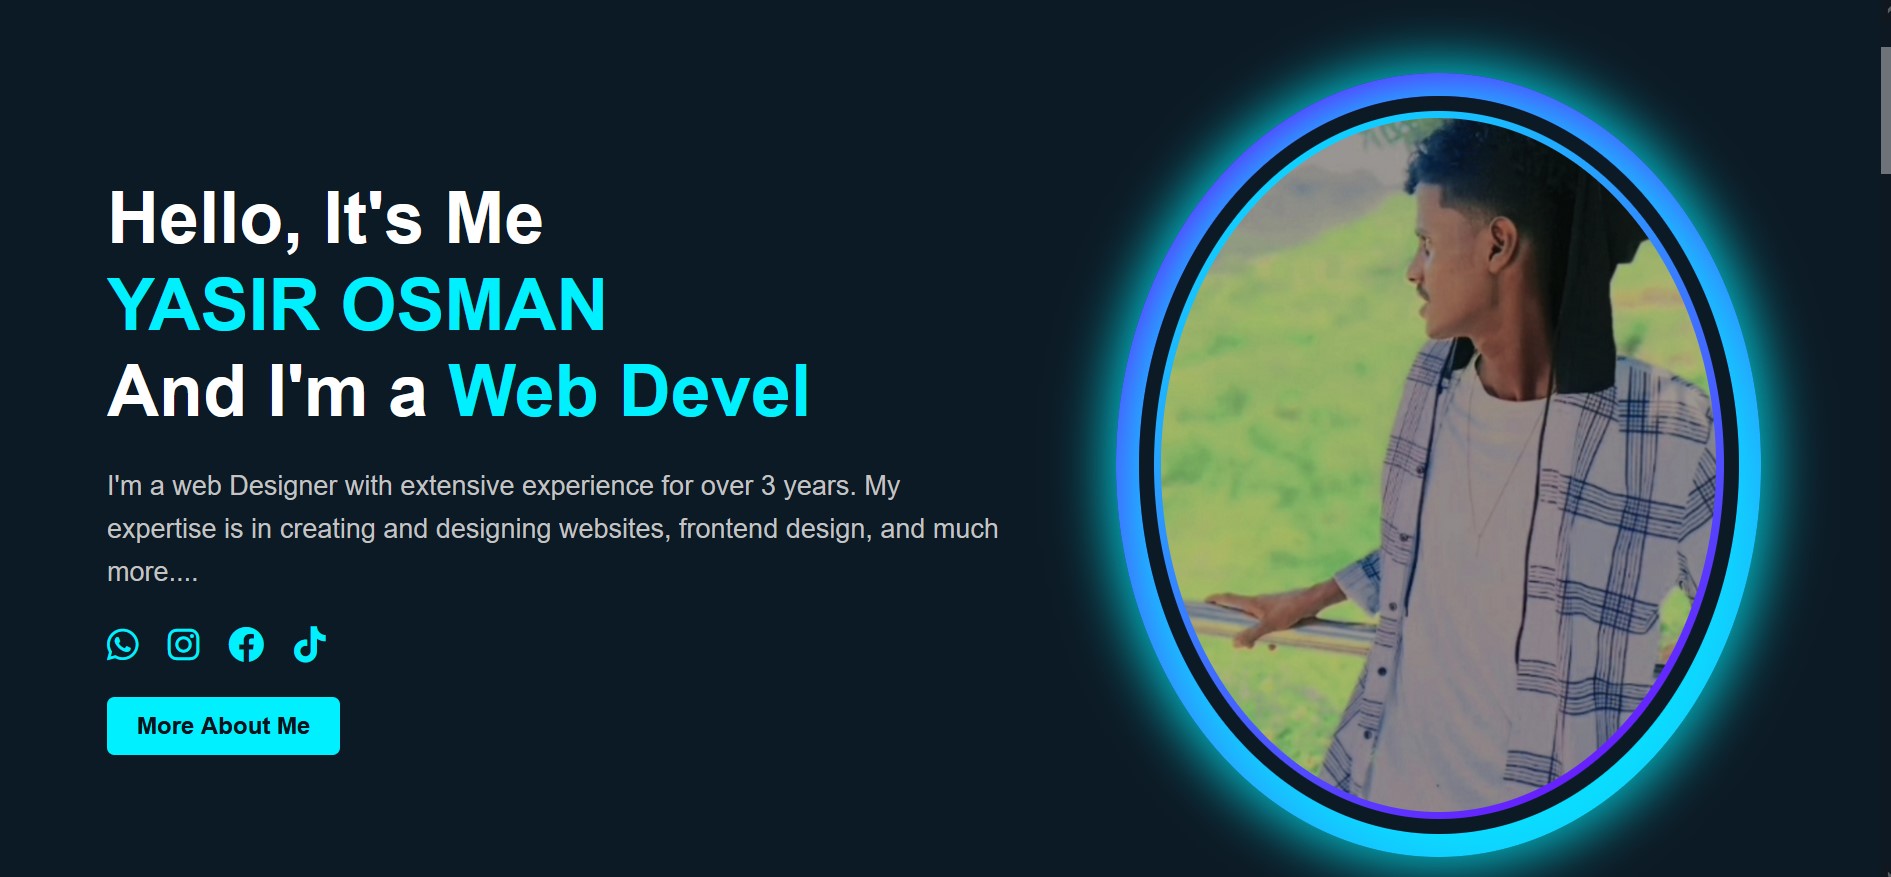 Hello, It's Me
YASIR OSMAN
And I'm a Web Devel
I'm a web Designer with extensive experience for over 3 years. My
expertise is in creating and designing websites, frontend design, and much
more....
More About Me